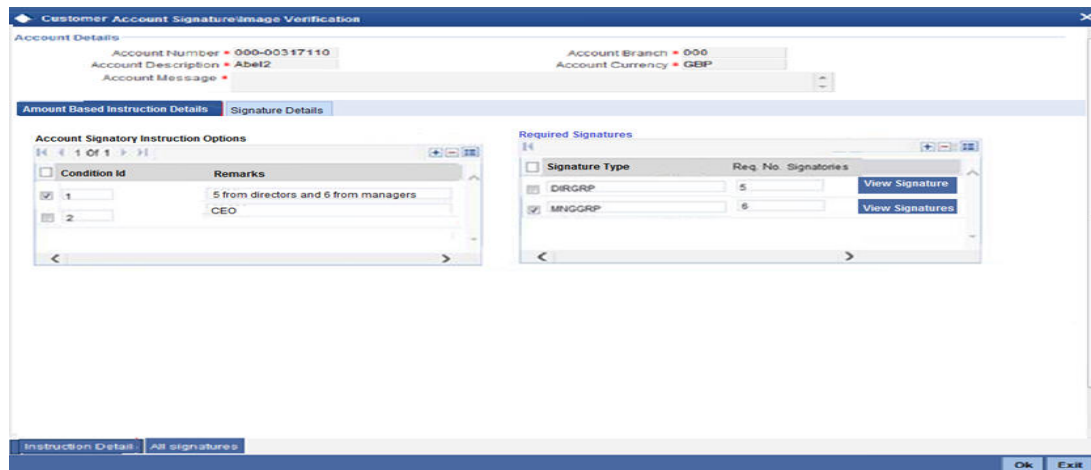 Customer Account Signature\Image Verification
Account Details
Account Number * 000-00317110
Account Branch * 000
Account Description * Abel2
Account Currency * GBP
Account Message *
Amount Based Instruction Details
Signature Details
Account Signatory Instruction Options
1 Of 1
Condition Id Remarks
1 5 from directors and 6 from managers
2 CEO
Required Signatures
Signature Type Req. No. Signatories
DIRGRP 5 View Signature
MNGGRP 6 View Signatures
Instruction Detail All signatures
Ok Exit